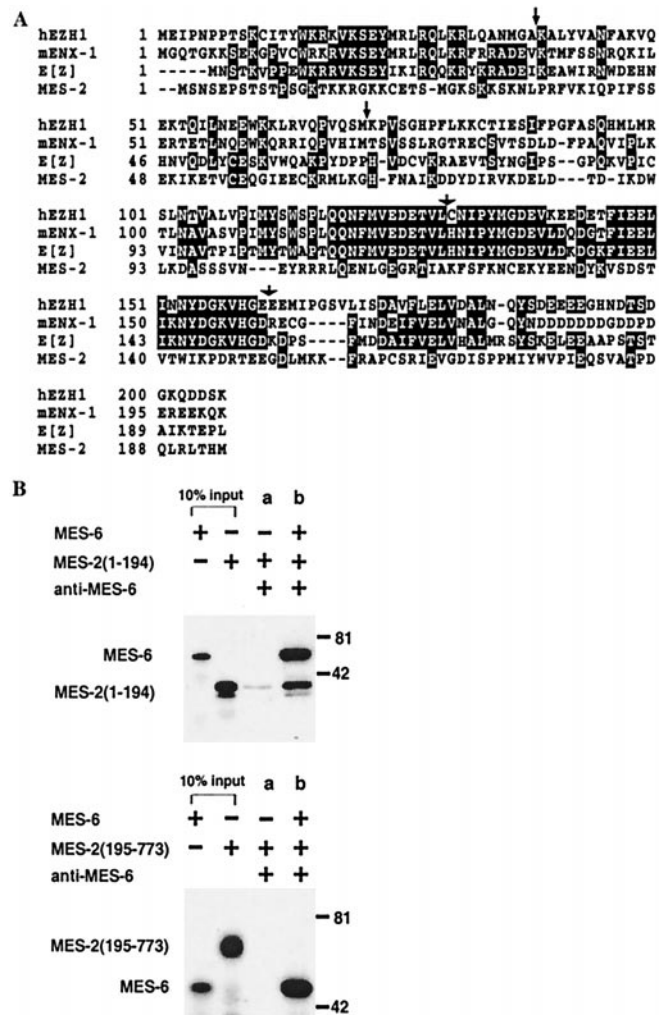 A
hEZH1 1 MEIPNPPTSKCITYWKRKVKSEYMRLRQLKRLQANMGAKALYVANFAKVQ
mENX-1 1 MGQTGKKSEKGPVCWRKRVKSEYMRLRQLKRFRRADEVKTMFSSNRQKIL
E[Z] 1 -----MNSTKVPPEWKRRVKSEYIKIRQQKRYKRADEIKEAWIRNWDEHN
MES-2 1 ---MSNSEPSTSTPSGKTKKRGKKCETS-MGKSKKSKNLPRFVKIQPIFSS
hEZH1 51 EKTQILNEEWKKLRVQPVQSMKPVSGHPFLKKCTIESIFPGFASQHMLMR
mENX-1 51 ERTETLNQEWKQRRIQPVHIMTSVSSLRGTRECSVTSDLD-FPAQVIPLK
E[Z] 46 HNVQDLYCESKVWQAKPYDPPH-VDCVKRAEVTSYNGIPS-GPQKVPIC
MES-2 48 EKIKETVCEQGIEECKRMLKGH-FNAIKDDYDIRVKDELD--TD-IKDW
hEZH1 101 SLNTVALVPIMYSWSPLQQNFMVEDETVLCNIPYMGDEVKEEDETFIEEL
mENX-1 100 TLNAVASVPIMYSWSPLQQNFMVEDETVLHNIPYMGDEVLDQDGTFIEEL
E[Z] 93 VINAVTPIPTMYTWAPTQQNFMVEDETVLHNIPYMGDEVLDKDGKFIEEL
MES-2 93 LKDASSSVN---EYRRRLQENLGEGRTIAKFSFKNCEKYEENDYKVSDST
hEZH1 151 INNYDGKVHGEEEMIPGSVLISDAVFLELVDALN-QYSDEEEEGHNDTSD
mENX-1 150 IKNYDGKVHGDRECG----FINDEIFVELVNALG-QYNDDDDDDDGDDPD
E[Z] 143 IKNYDGKVHGDKDPS----FMDDAIFVELVHALMRSYSKELEEAAPSTST
MES-2 140 VTWIKPDRTEEGDLMKK--FRAPCSRIEVGDISPPMIYWVPIEQSVATPD
hEZH1 200 GKQDDSK
mENX-1 195 EREEKQK
E[Z] 189 AIKTEPL
MES-2 188 QLRLTHM
B
10% input a b
MES-6 + − − +
MES-2(1-194) − + + +
anti-MES-6 + +
81
MES-6
42
MES-2(1-194)
10% input a b
MES-6 + − − +
MES-2(195-773) − + + +
anti-MES-6 + +
81
MES-2(195-773)
MES-6
42